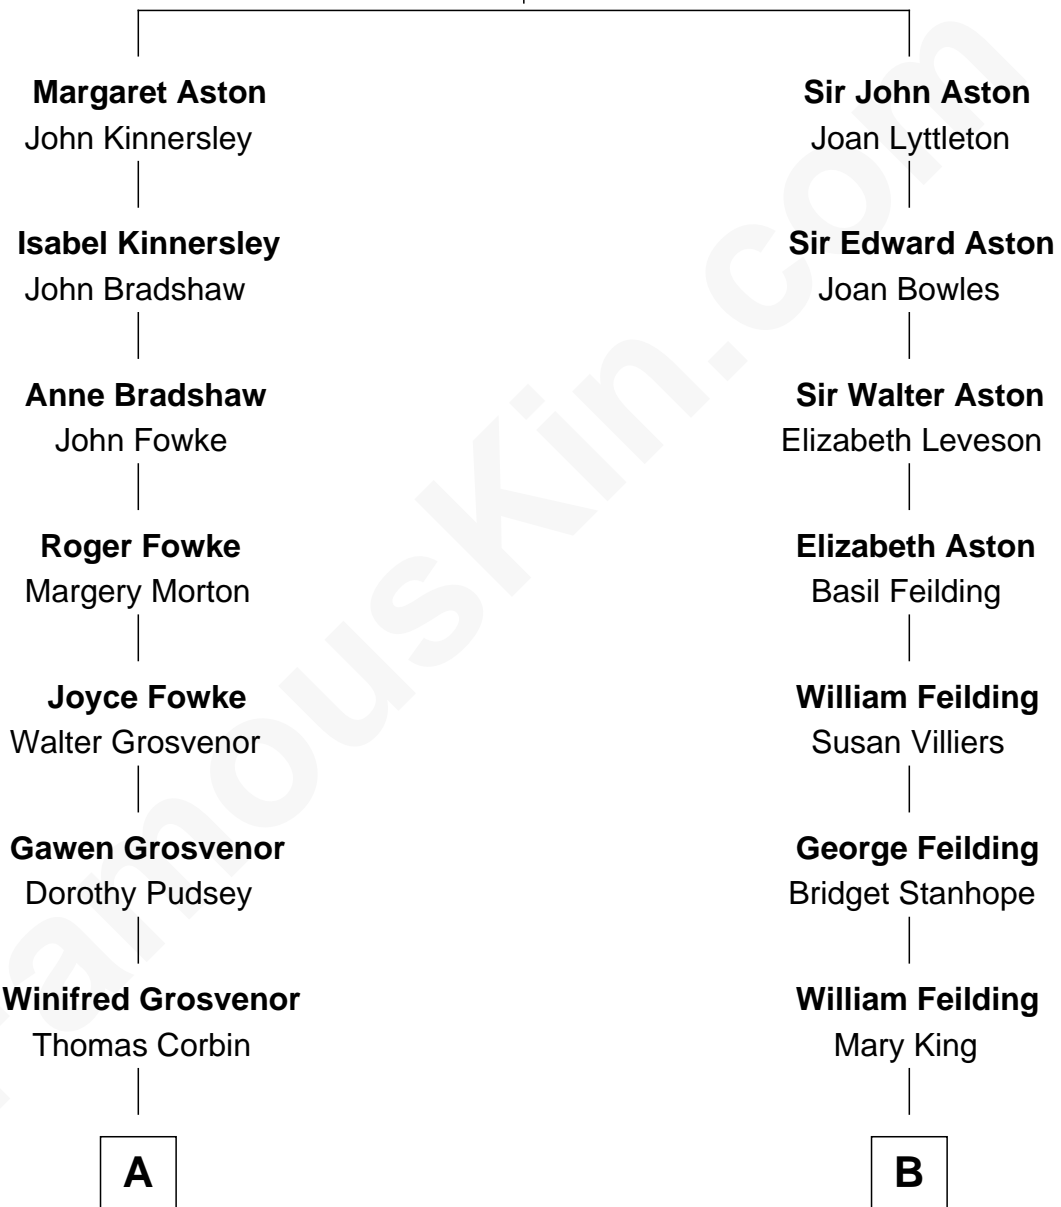 Margaret Aston
John Kinnersley
Isabel Kinnersley
John Bradshaw
Anne Bradshaw
John Fowke
Roger Fowke
Margery Morton
Joyce Fowke
Walter Grosvenor
Gawen Grosvenor
Dorothy Pudsey
Winifred Grosvenor
Thomas Corbin
A
Sir John Aston
Joan Lyttleton
Sir Edward Aston
Joan Bowles
Sir Walter Aston
Elizabeth Leveson
Elizabeth Aston
Basil Feilding
William Feilding
Susan Villiers
George Feilding
Bridget Stanhope
William Feilding
Mary King
B
FamousKin.com